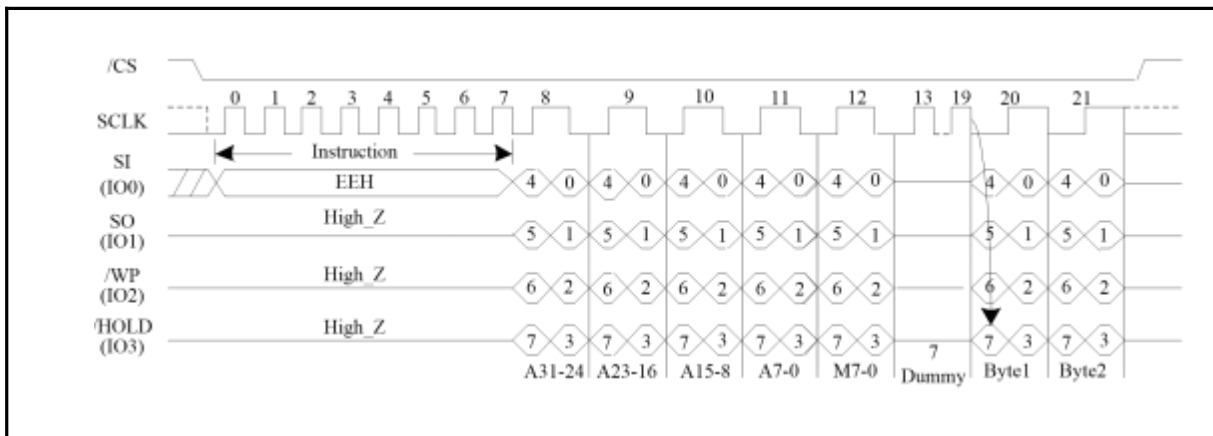 /CS
0 1 2 3 4 5 6 7 8 9 10 11 12 13 19 20 21
SCLK
Instruction
SI
(IO0)
EEH
4 0 4 0 4 0 4 0 4 0 4 0 4 0
High_Z
SO
(IO1)
5 1 5 1 5 1 5 1 5 1 5 1 5 1
High_Z
/WP
(IO2)
6 2 6 2 6 2 6 2 6 2 6 2 6 2
High_Z
/HOLD
(IO3)
7 3 7 3 7 3 7 3 7 3 7 7 3 7 3
A31-24 A23-16 A15-8 A7-0 M7-0 Dummy Byte1 Byte2